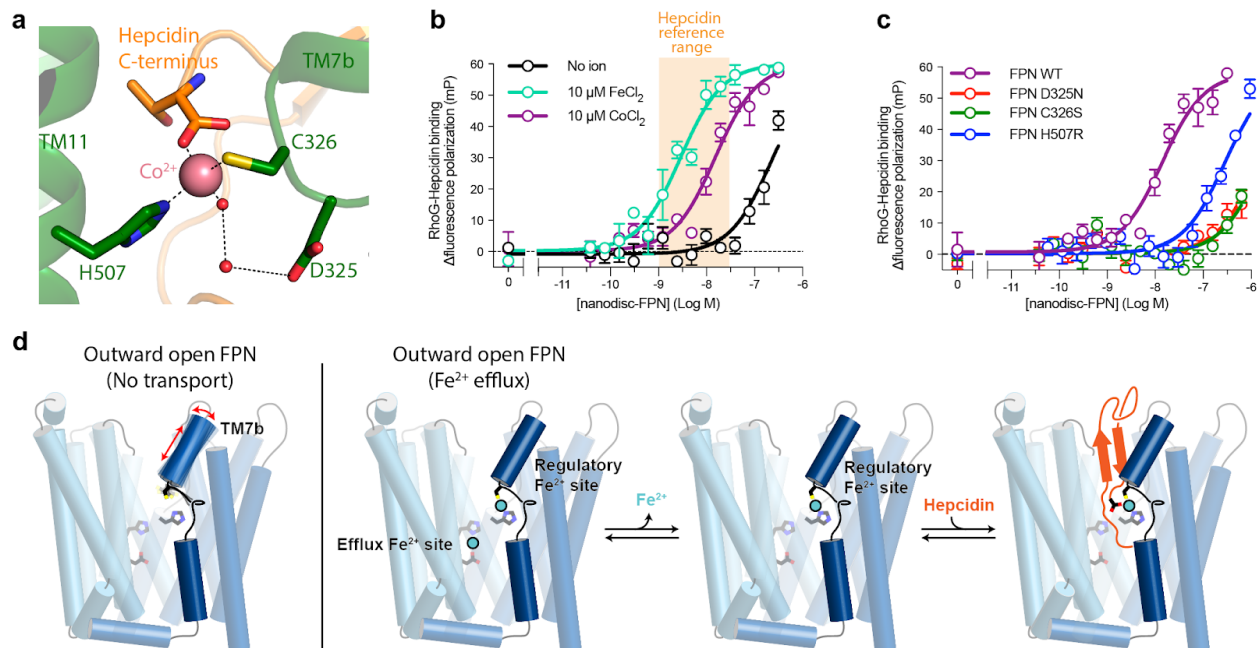 a
Hepcidin
C-terminus
TM7b
TM11
Co²⁺
C326
H507
D325
b
Hepcidin
reference
range
No ion
10 µM FeCl₂
10 µM CoCl₂
RhoG-Hepcidin binding
Δfluorescence polarization (mP)
60
50
40
30
20
10
0
0
-11
-10
-9
-8
-7
-6
[nanodisc-FPN] (Log M)
c
FPN WT
FPN D325N
FPN C326S
FPN H507R
RhoG-Hepcidin binding
Δfluorescence polarization (mP)
60
50
40
30
20
10
0
0
-11
-10
-9
-8
-7
-6
[nanodisc-FPN] (Log M)
d
Outward open FPN
(No transport)
TM7b
Outward open FPN
(Fe²⁺ efflux)
Regulatory
Fe²⁺ site
Efflux Fe²⁺ site
Fe²⁺
Regulatory
Fe²⁺ site
Hepcidin